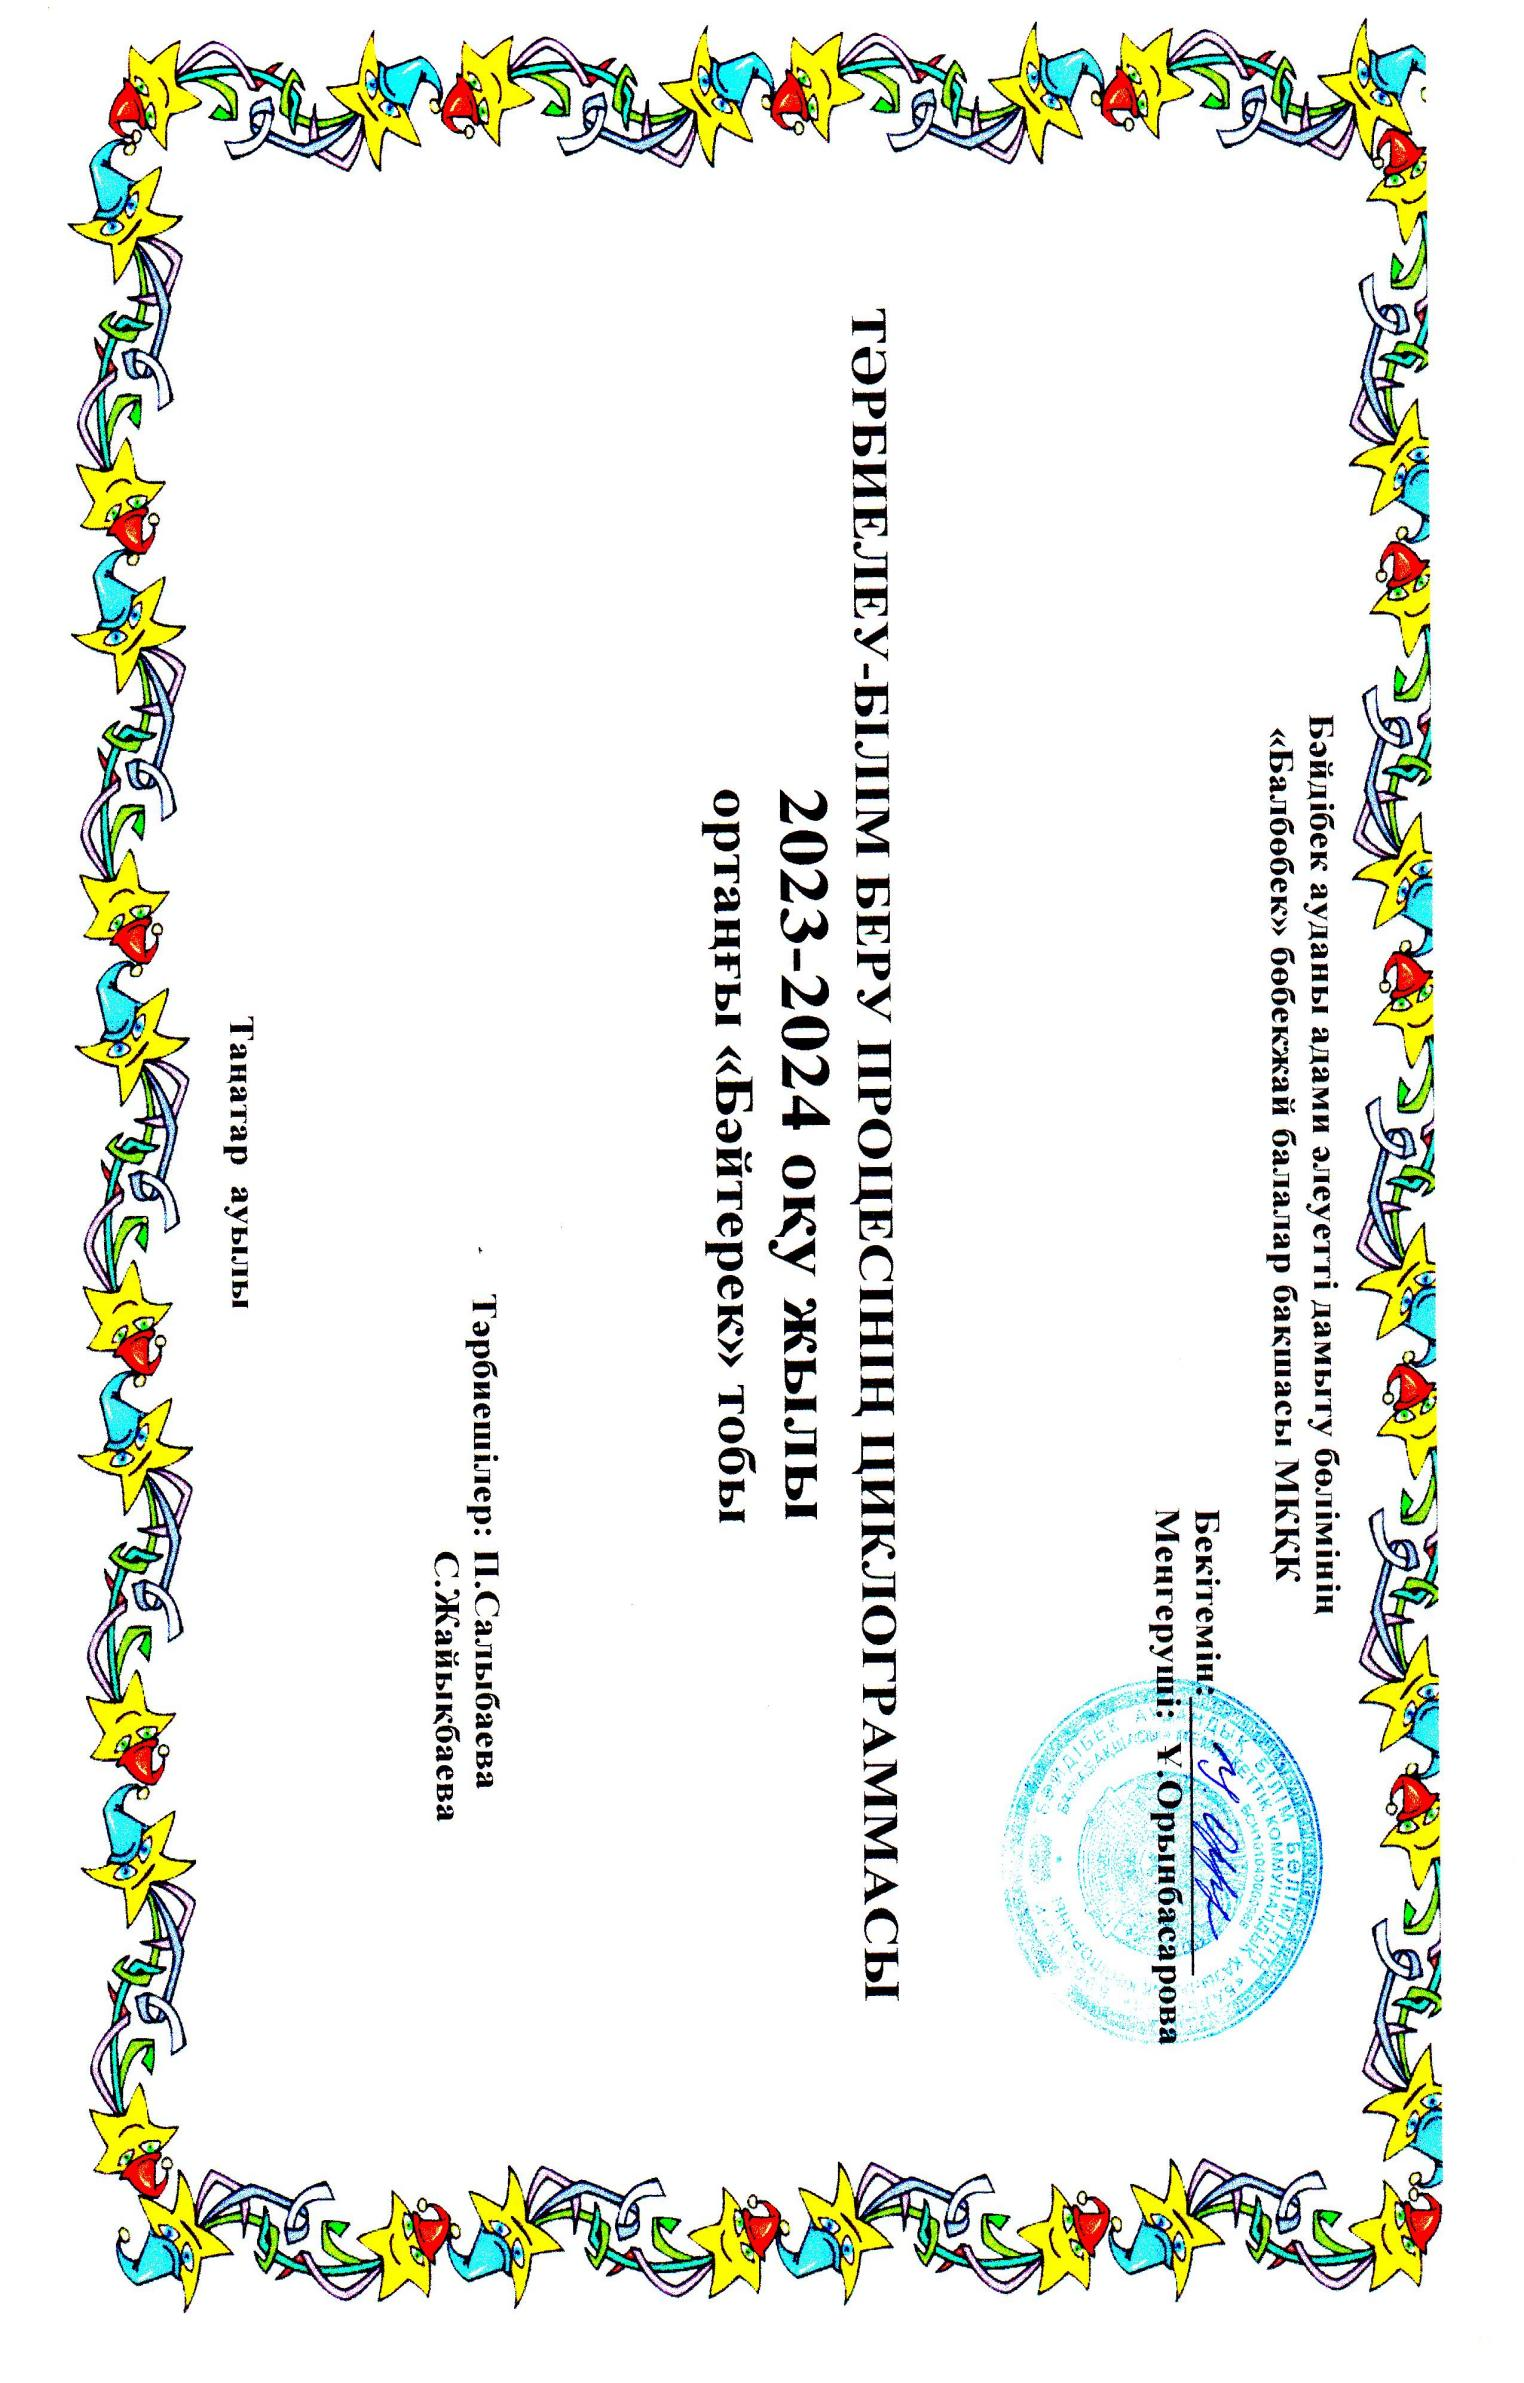 Бәйдібек ауданы адами әлеуетті дамыту бөлімінің
«Балбөбек» бөбекжай балалар бақшасы МКҚК
Бекітемін:
Меңгеруші: Ү.Орынбасарова
ТӘРБИЕЛЕУ-БІЛІМ БЕРУ ПРОЦЕСІНІҢ ЦИКЛОГРАММАСЫ
2023-2024 оқу жылы
ортаңғы «Бәйтерек» тобы
Тәрбиешілер: П.Салыбаева
С.Жайықбаева
Таңатар ауылы